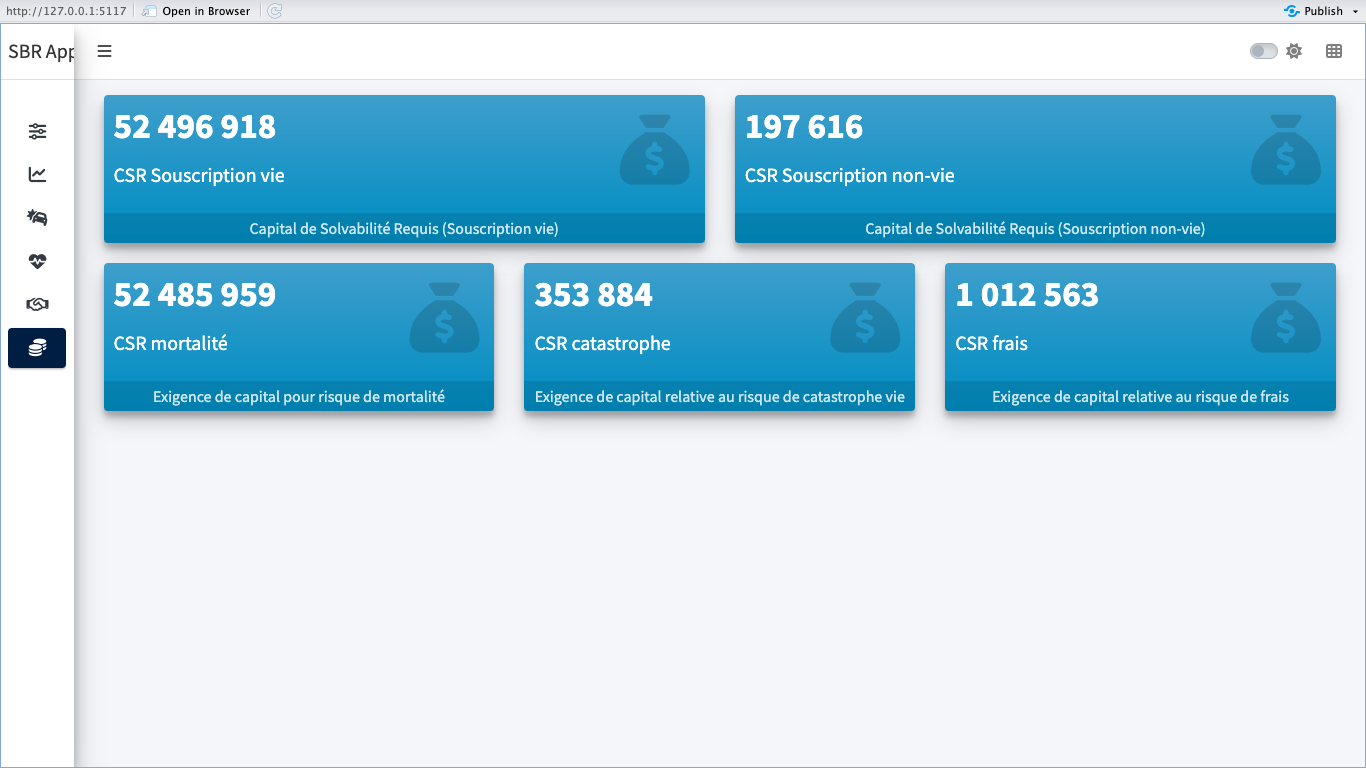 http://127.0.0.1:5117 Open in Browser Publish
SBR App
52 496 918
CSR Souscription vie
Capital de Solvabilité Requis (Souscription vie)
197 616
CSR Souscription non-vie
Capital de Solvabilité Requis (Souscription non-vie)
52 485 959
CSR mortalité
Exigence de capital pour risque de mortalité
353 884
CSR catastrophe
Exigence de capital relative au risque de catastrophe vie
1 012 563
CSR frais
Exigence de capital relative au risque de frais